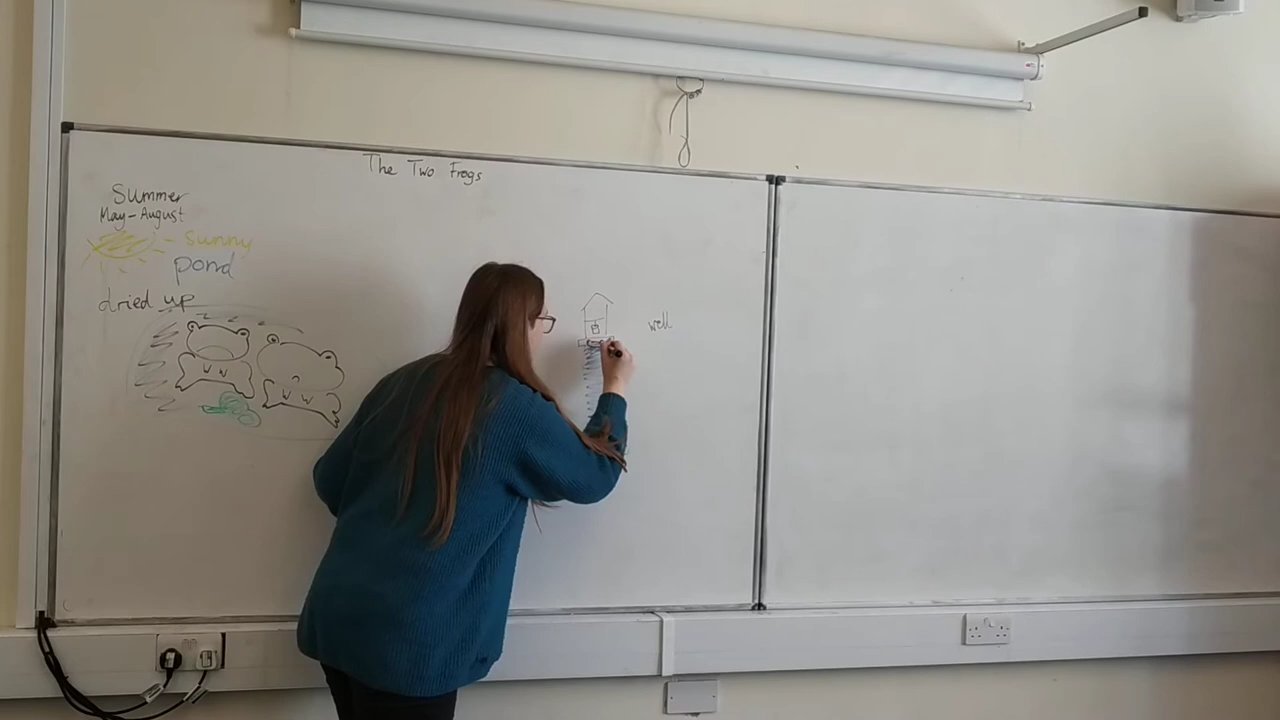 The Two Frogs
Summer
May-August
- sunny
pond
dried up
well